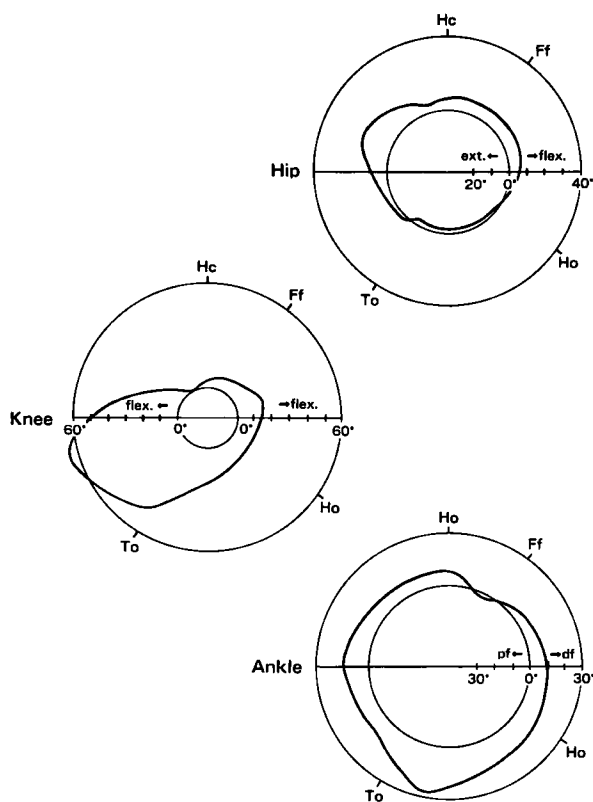 Hc
Ff
ext.← →flex.
Hip
20° 0° 40°
Ho
To
Hc
Ff
flex.← →flex.
Knee
60° 0° 0° 60°
Ho
To
Ho
Ff
pf← →df
Ankle
30° 0° 30°
Ho
To